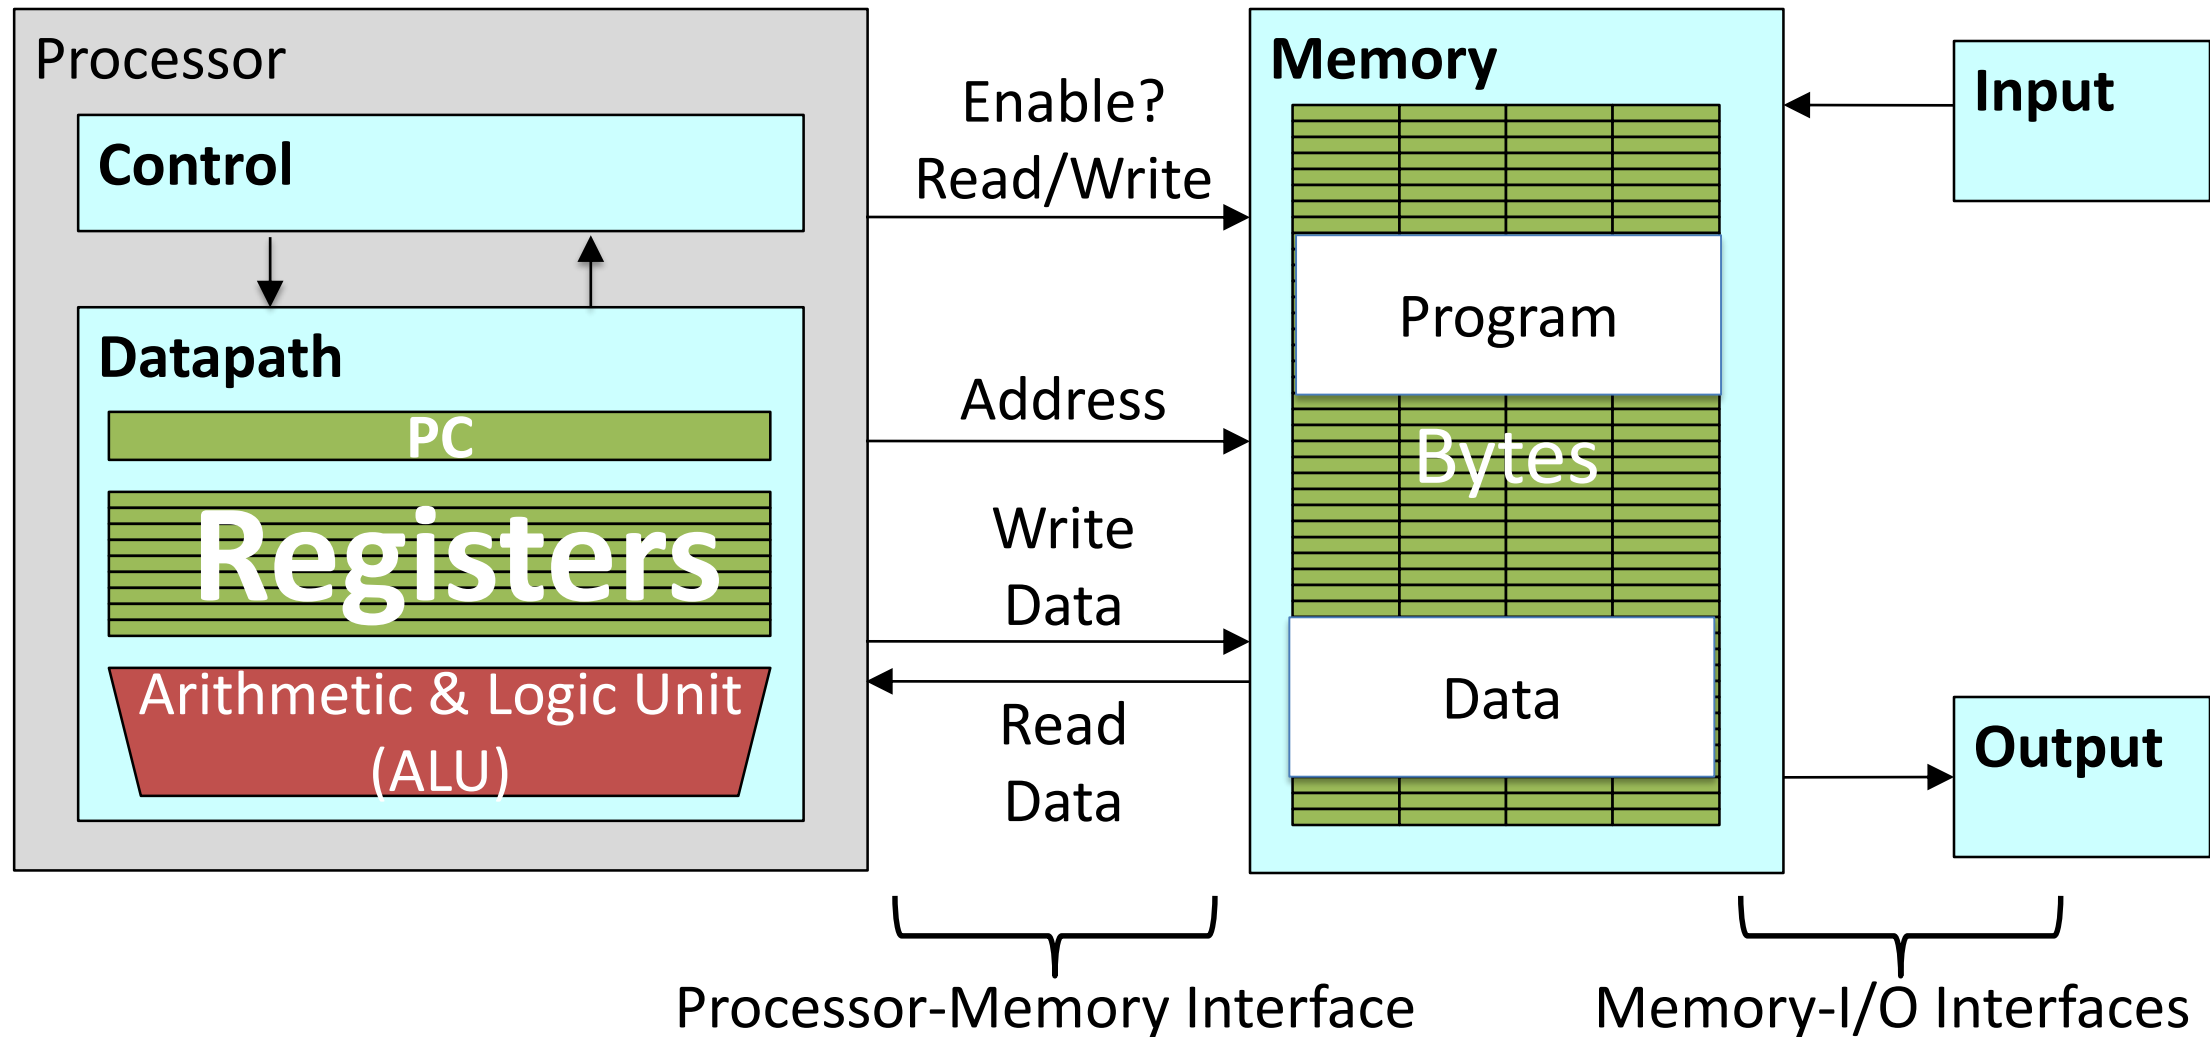 Processor
Control
Datapath
PC
Registers
Arithmetic & Logic Unit
(ALU)
Enable?
Read/Write
Address
Write
Data
Read
Data
Memory
Program
Bytes
Data
Input
Output
Processor-Memory Interface
Memory-I/O Interfaces